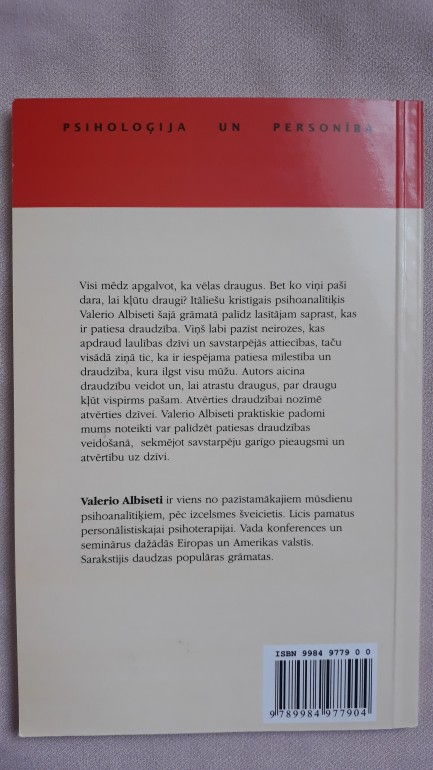 PSIHOLOĢIJA UN PERSONĪBA
Visi mēdz apgalvot, ka vēlas draugus. Bet ko viņi paši
dara, lai kļūtu draugi? Itāliešu kristīgais psihoanalītiķis
Valerio Albiseti šajā grāmatā palīdz lasītājam saprast, kas
ir patiesa draudzība. Viņš labi pazīst neirozes, kas
apdraud laulības dzīvi un savstarpējās attiecības, taču
visādā ziņā tic, ka ir iespējama patiesa mīlestība un
draudzība, kura ilgst visu mūžu. Autors aicina
draudzību veidot un, lai atrastu draugus, par draugu
kļūt vispirms pašam. Atvērties draudzībai nozīmē
atvērties dzīvei. Valerio Albiseti praktiskie padomi
mums noteikti var palīdzēt patiesas draudzības
veidošanā, sekmējot savstarpēju garīgo pieaugsmi un
atvērtību uz dzīvi.
Valerio Albiseti ir viens no pazīstamākajiem mūsdienu
psihoanalītiķiem, pēc izcelsmes šveicietis. Licis pamatus
personālistiskajai psihoterapijai. Vada konferences un
seminārus dažādās Eiropas un Amerikas valstīs.
Sarakstījis daudzas populāras grāmatas.
ISBN 9984 9779 0 0
9 789984 977904